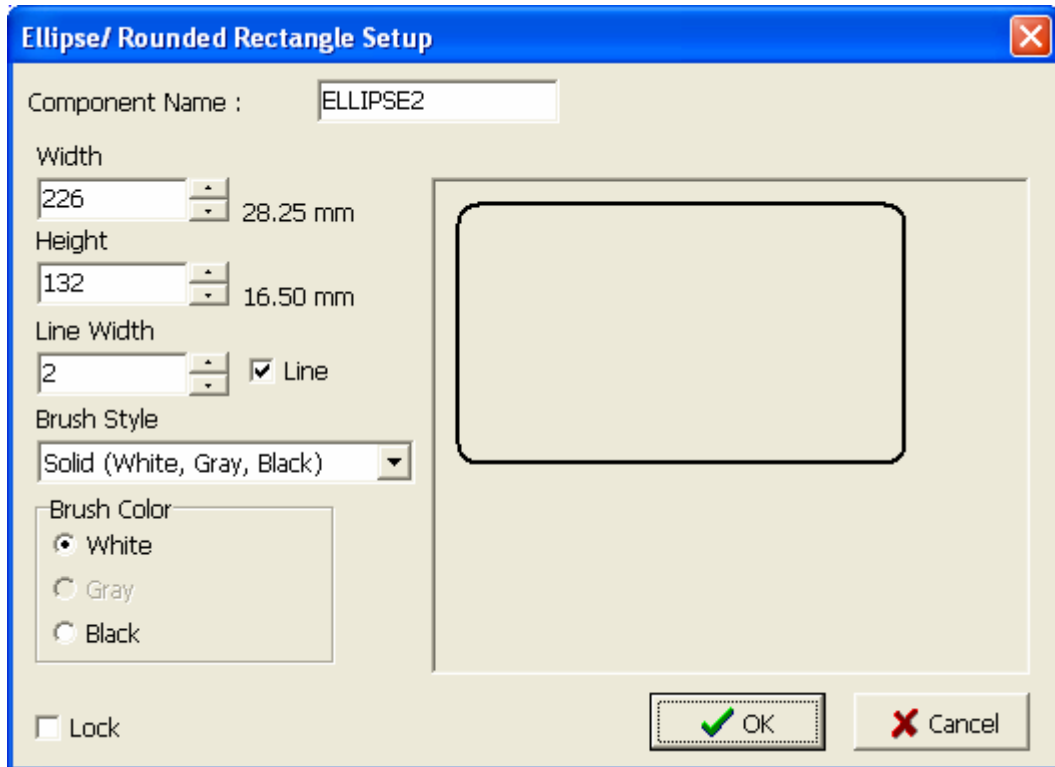 Ellipse/ Rounded Rectangle Setup
Component Name : ELLIPSE2
Width
226 28.25 mm
Height
132 16.50 mm
Line Width
2 Line
Brush Style
Solid (White, Gray, Black)
Brush Color
White
Gray
Black
Lock OK Cancel